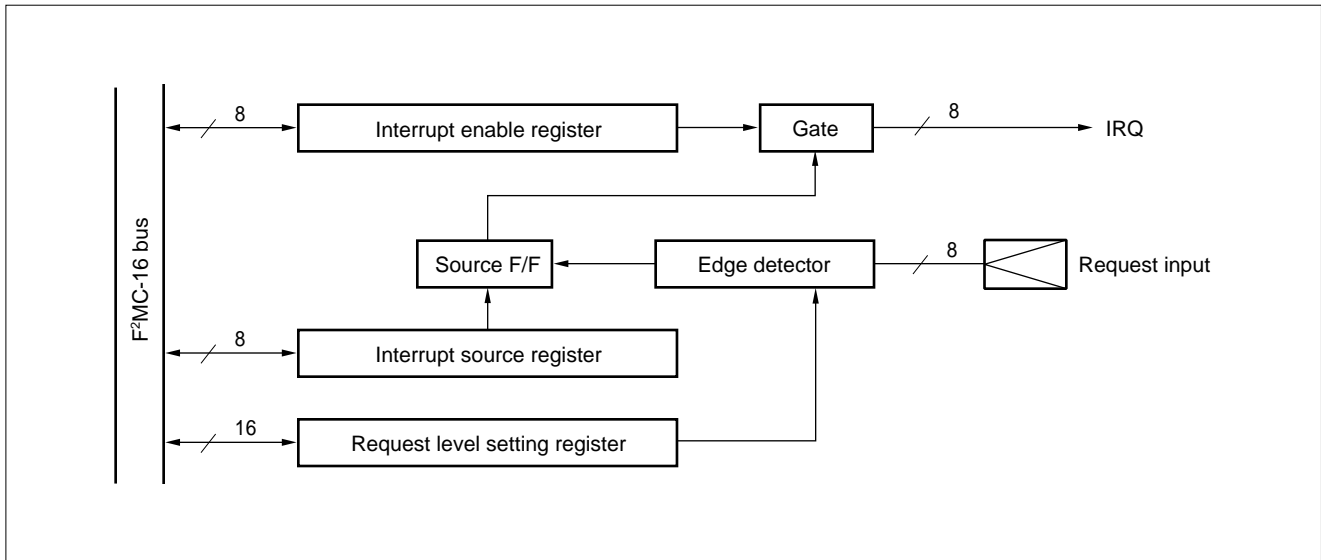 8
Interrupt enable register
Gate
8
IRQ
F²MC-16 bus
Source F/F
Edge detector
8
Request input
8
Interrupt source register
16
Request level setting register